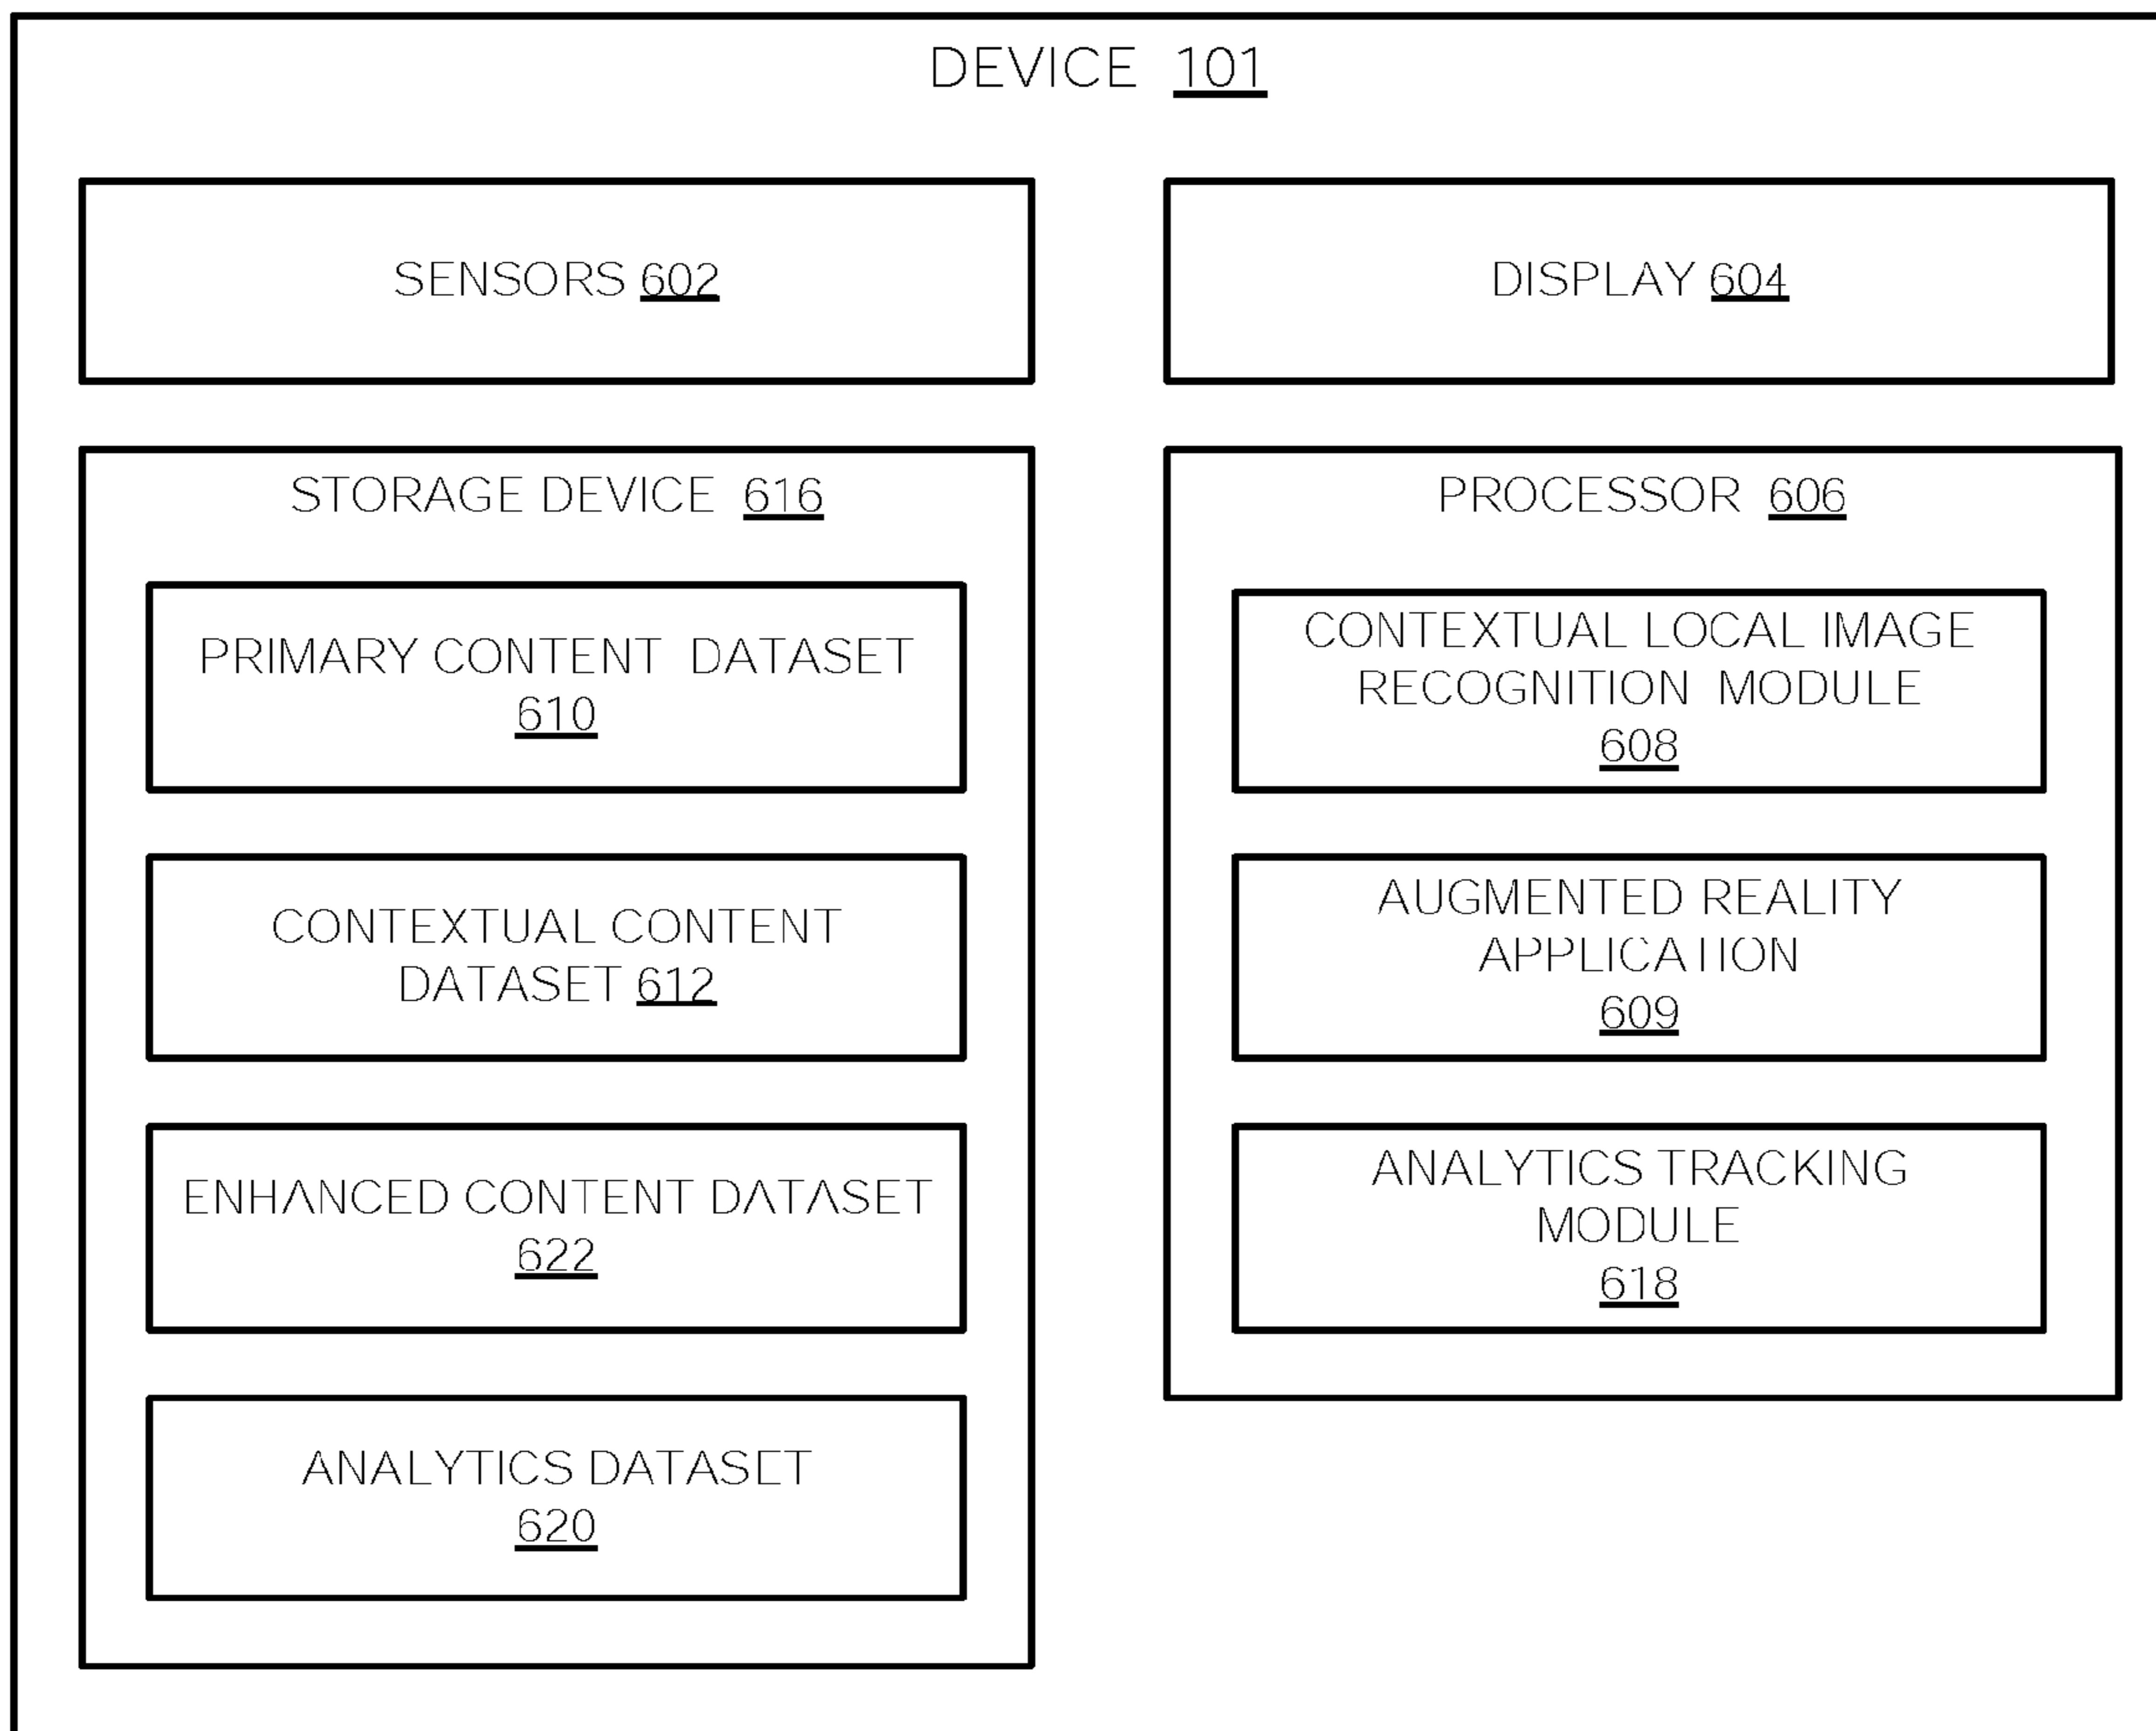 DEVICE 101
SENSORS 602
DISPLAY 604
STORAGE DEVICE 616
PRIMARY CONTENT DATASET
610
CONTEXTUAL CONTENT
DATASET 612
ENHANCED CONTENT DATASET
622
ANALYTICS DATASET
620
PROCESSOR 606
CONTEXTUAL LOCAL IMAGE
RECOGNITION MODULE
608
AUGMENTED REALITY
APPLICATION
609
ANALYTICS TRACKING
MODULE
618